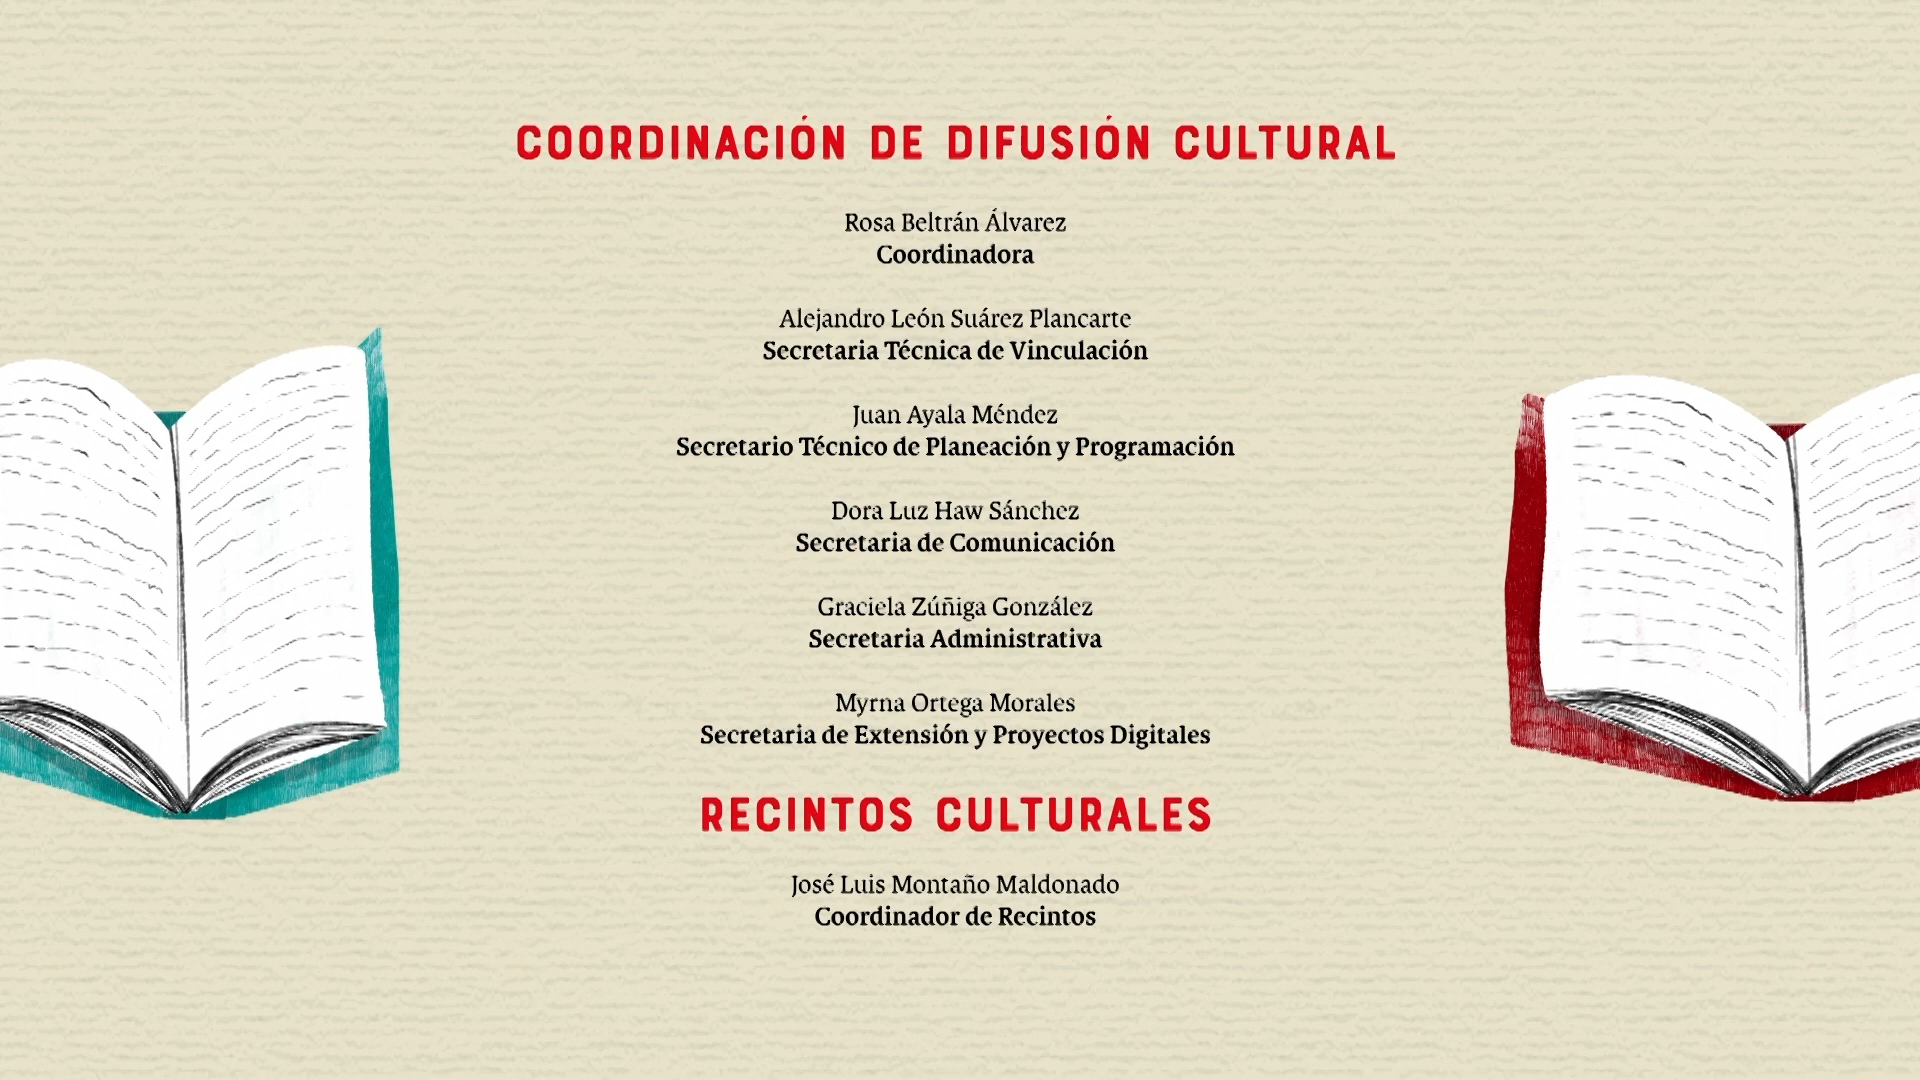 COORDINACIÓN DE DIFUSIÓN CULTURAL
Rosa Beltrán Álvarez
Coordinadora
Alejandro León Suárez Plancarte
Secretaria Técnica de Vinculación
Juan Ayala Méndez
Secretario Técnico de Planeación y Programación
Dora Luz Haw Sánchez
Secretaria de Comunicación
Graciela Zúñiga González
Secretaria Administrativa
Myrna Ortega Morales
Secretaria de Extensión y Proyectos Digitales
RECINTOS CULTURALES
José Luis Montaño Maldonado
Coordinador de Recintos